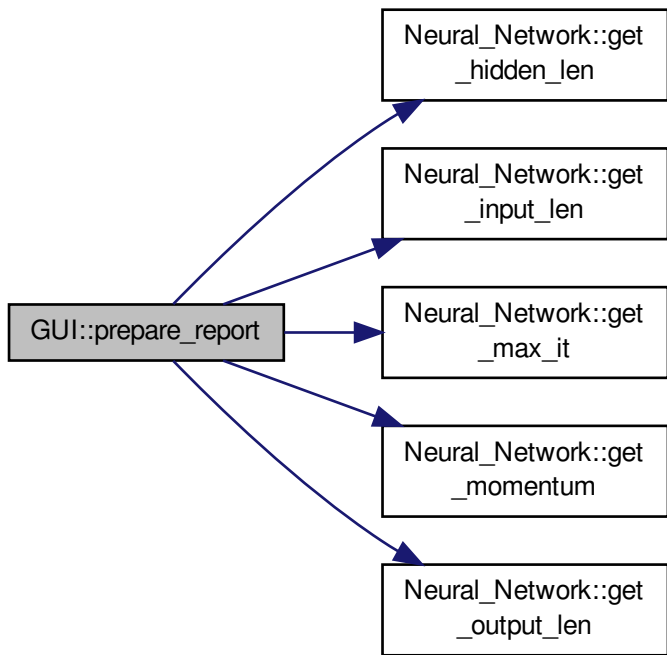 Neural_Network::get
_hidden_len
Neural_Network::get
_input_len
GUI::prepare_report
Neural_Network::get
_max_it
Neural_Network::get
_momentum
Neural_Network::get
_output_len